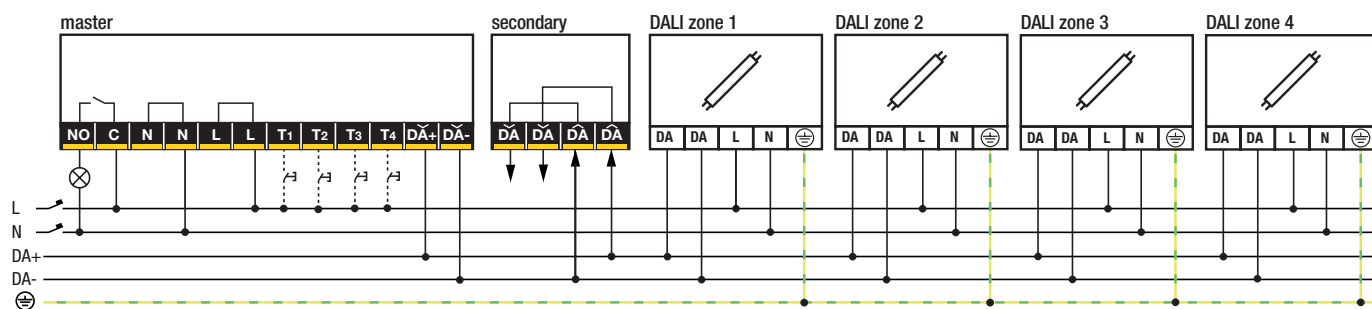 master
secondary
DALI zone 1
DALI zone 2
DALI zone 3
DALI zone 4
NO C N N L L T1 T2 T3 T4 DA+ DA-
DA DA DA DA
DA DA L N
DA DA L N
DA DA L N
DA DA L N
L
N
DA+
DA-